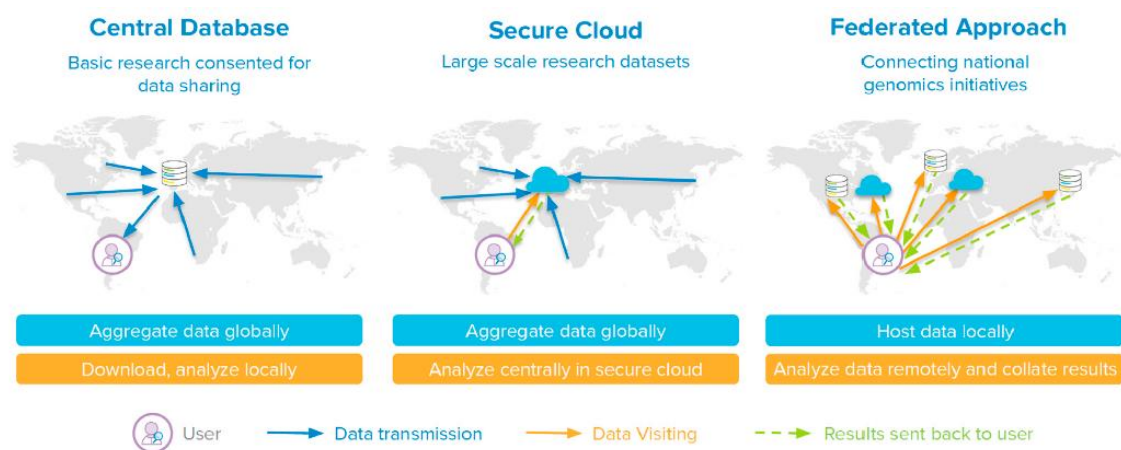 Central Database
Basic research consented for
data sharing
Aggregate data globally
Download, analyze locally
Secure Cloud
Large scale research datasets
Aggregate data globally
Analyze centrally in secure cloud
Federated Approach
Connecting national
genomics initiatives
Host data locally
Analyze data remotely and collate results
User
Data transmission
Data Visiting
Results sent back to user